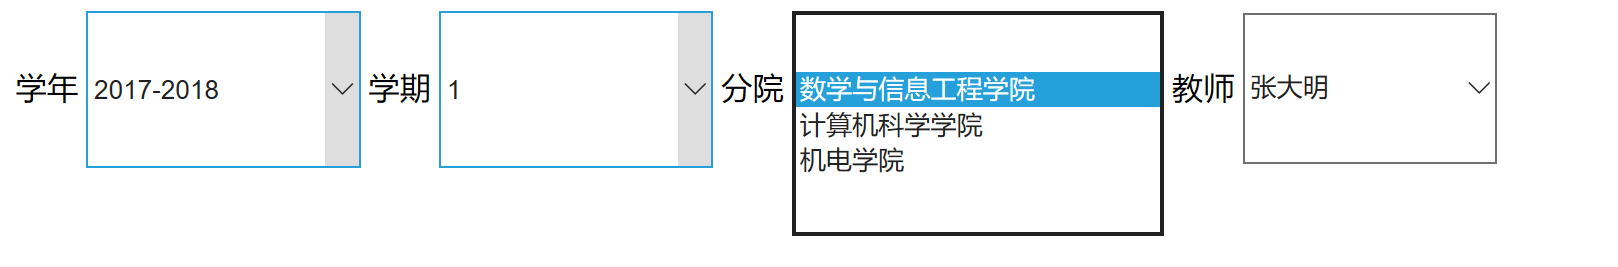 学年 2017-2018 学期 1 分院 数学与信息工程学院 教师 张大明
计算机科学学院
机电学院